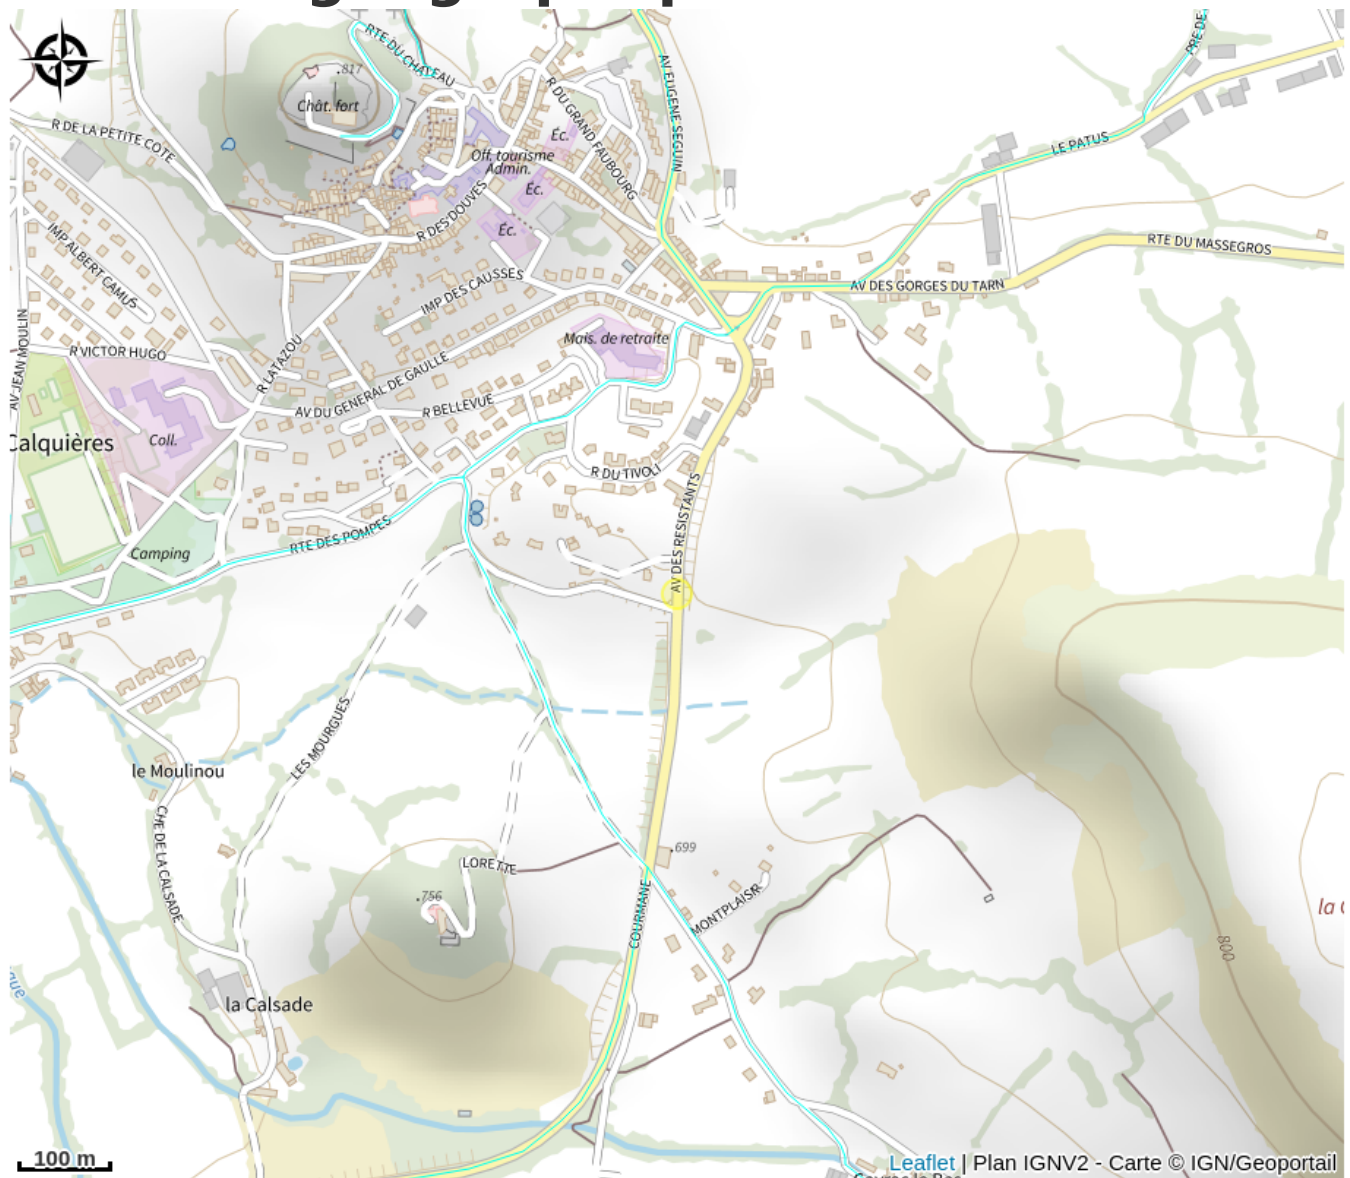 RTE DU CHATEAU
AV EUGENE SEGUIN
PRE DE
817
Chât. fort
R DU GRAND FAUBOURG
R DE LA PETITE COTE
Éc.
LE PATUS
Off. tourisme
Admin.
Éc.
R DES DOUVES
Éc.
RTE DU MASSEGROS
IMP ALBERT CAMUS
IMP DES CAUSSES
AV DES GORGES DU TARN
AV JEAN MOULIN
R VICTOR HUGO
R LATAZOU
Mais. de retraite
AV DU GENERAL DE GAULLE
R BELLEVUE
Calquières
Coll.
R DU TIVOLI
AV DES RESISTANTS
RTE DES POMPES
Camping
LES MOURGUES
le Moulinou
CHE DE LA CALSADE
LORETTE
699
756
MONTPLAISIR
COURMANE
la C
800
que
la Calsade
100 m
Leaflet | Plan IGNV2 - Carte © IGN/Geoportail